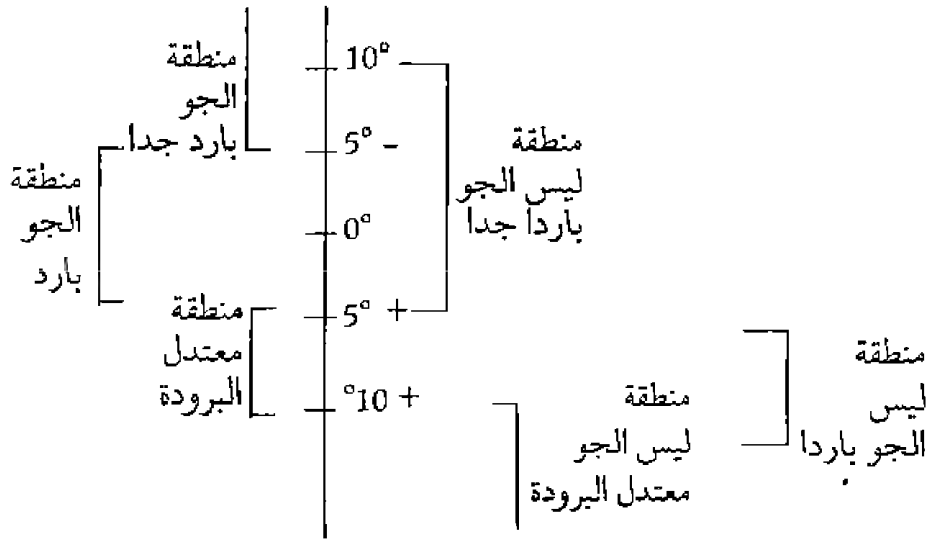 منطقة
الجو
بارد جدا
10° -
5° -
0°
5° +
°10 +
منطقة
ليس الجو
باردا جدا
منطقة
الجو
بارد
منطقة
معتدل
البرودة
منطقة
ليس
الجو باردا
منطقة
ليس الجو
معتدل البرودة